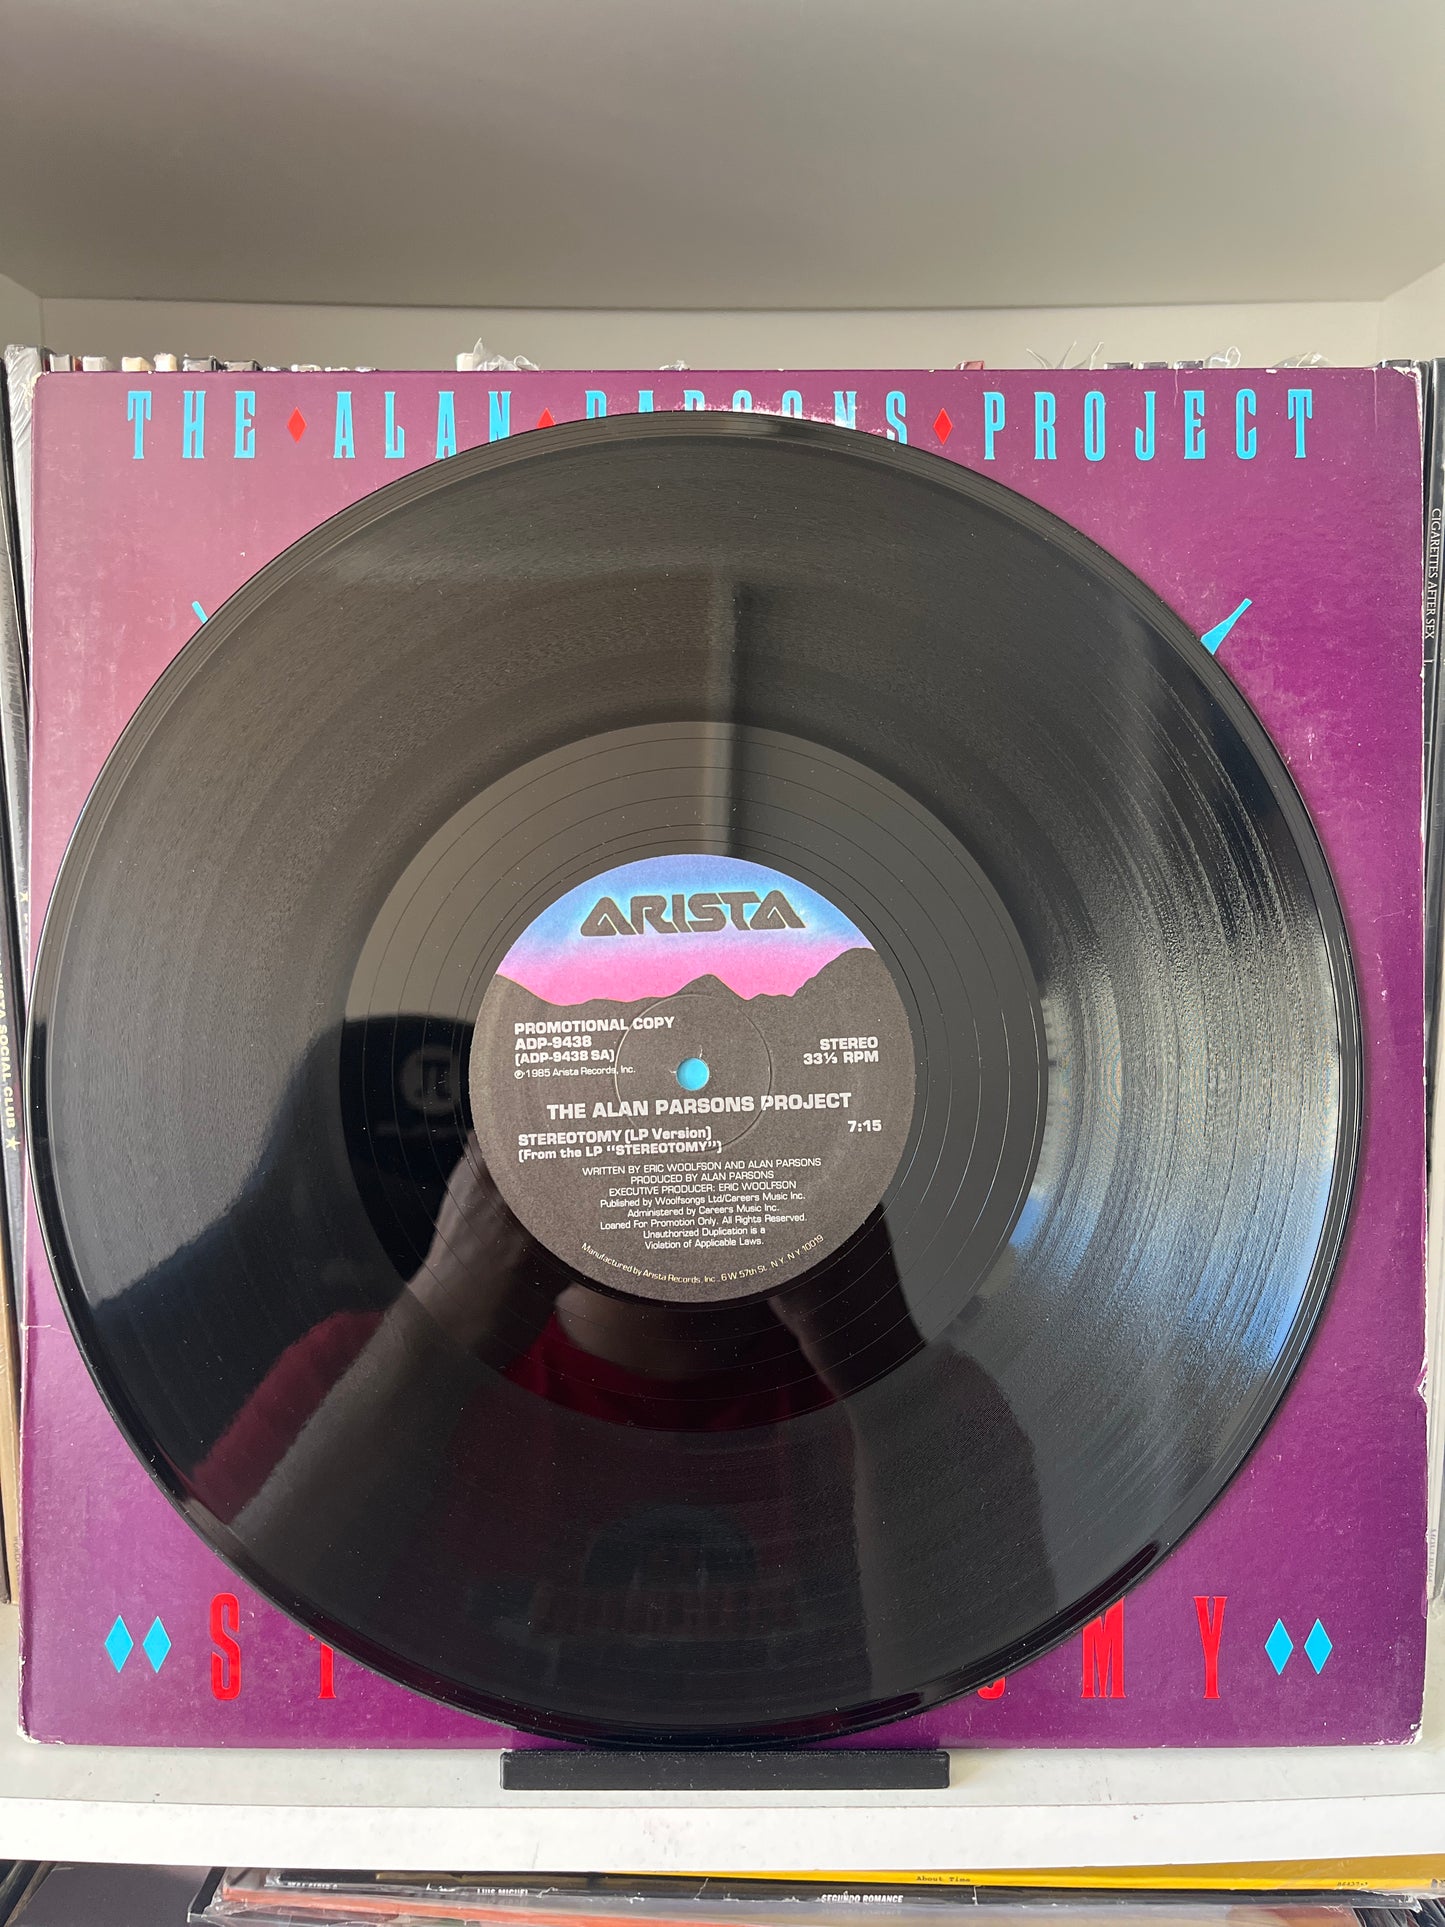 THE ALAN PARSONS PROJECT
CIGARETTES AFTER SEX
SOCIAL CLUB
ARISTA
PROMOTIONAL COPY
ADP-9438
(ADP-9438 SA)
℗1985 Arista Records, Inc.
STEREO
33⅓ RPM
THE ALAN PARSONS PROJECT
STEREOTOMY (LP Version)
7:15
(From the LP "STEREOTOMY")
WRITTEN BY ERIC WOOLFSON AND ALAN PARSONS
PRODUCED BY ALAN PARSONS
EXECUTIVE PRODUCER: ERIC WOOLFSON
Published by Woolfsongs Ltd/Careers Music Inc.
Administered by Careers Music Inc.
Loaned For Promotion Only. All Rights Reserved.
Unauthorized Duplication is a
Violation of Applicable Laws.
Manufactured by Arista Records, Inc., 6 W. 57th St. N.Y. N.Y. 10019
S T MY
About Time
LUIS MIGUEL
SEGUNDO ROMANCE